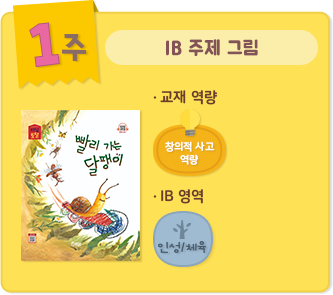 1주
IB 주제 그림
· 교재 역량
빨리 가는
달팽이
창의적 사고
역량
· IB 영역
인성/체육